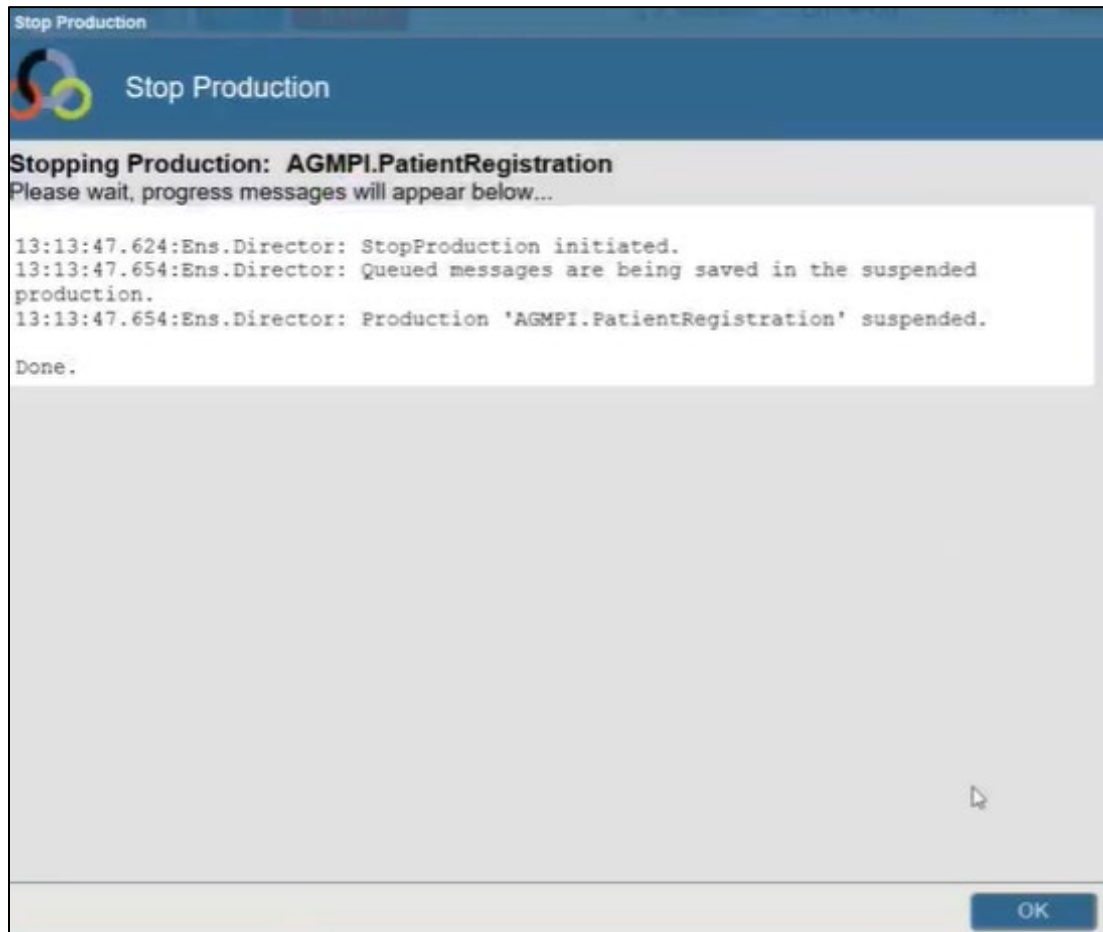 Stop Production
Stop Production
Stopping Production: AGMPI.PatientRegistration
Please wait, progress messages will appear below...
13:13:47.624:Ens.Director: StopProduction initiated.
13:13:47.654:Ens.Director: Queued messages are being saved in the suspended
production.
13:13:47.654:Ens.Director: Production 'AGMPI.PatientRegistration' suspended.
Done.
OK